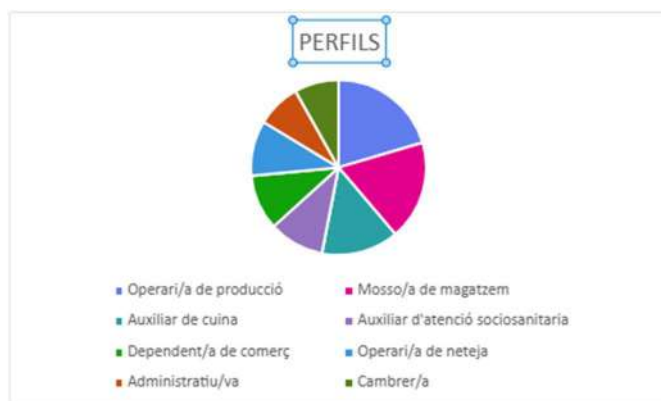 PERFILS
Operari/a de producció
Mosso/a de magatzem
Auxiliar de cuina
Auxiliar d'atenció sociosanitaria
Dependent/a de comerç
Operari/a de neteja
Administratiu/va
Cambrer/a